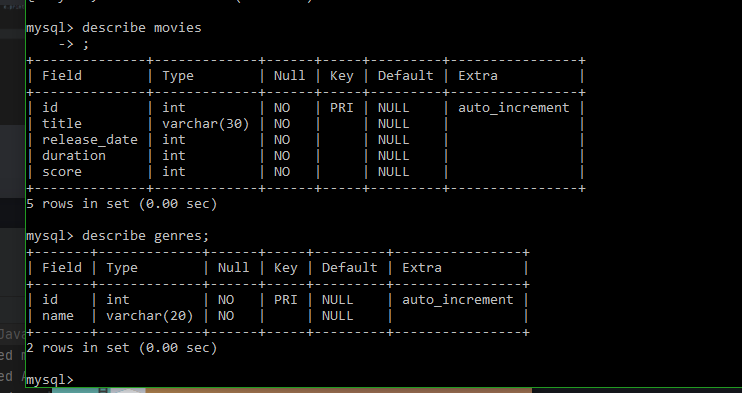 mysql> describe movies
    -> ;
+--------------+-------------+------+-----+---------+----------------+
| Field        | Type        | Null | Key | Default | Extra          |
+--------------+-------------+------+-----+---------+----------------+
| id           | int         | NO   | PRI | NULL    | auto_increment |
| title        | varchar(30) | NO   |     | NULL    |                |
| release_date | int         | NO   |     | NULL    |                |
| duration     | int         | NO   |     | NULL    |                |
| score        | int         | NO   |     | NULL    |                |
+--------------+-------------+------+-----+---------+----------------+
5 rows in set (0.00 sec)
mysql> describe genres;
+-------+-------------+------+-----+---------+----------------+
| Field | Type        | Null | Key | Default | Extra          |
+-------+-------------+------+-----+---------+----------------+
| id    | int         | NO   | PRI | NULL    | auto_increment |
| name  | varchar(20) | NO   |     | NULL    |                |
+-------+-------------+------+-----+---------+----------------+
Java
2 rows in set (0.00 sec)
ed
ed
mysql>